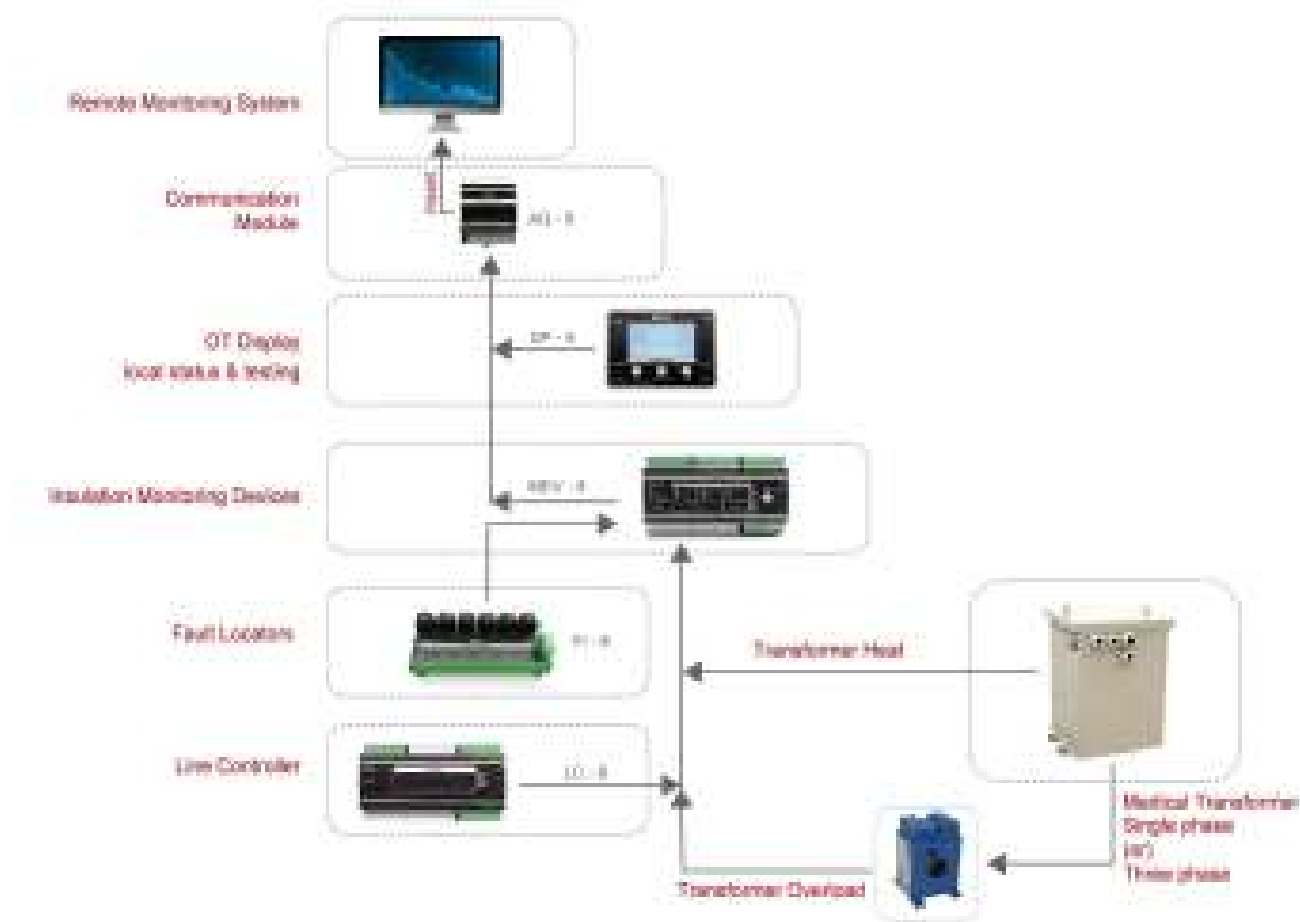 Remote Monitoring System
Communication
Module
OT Display
local status & testing
Insulation Monitoring Devices
Fault Locators
Transformer Heat
Line Controller
Medical Transformer
Single phase
(or)
Three phase
Transformer Overload